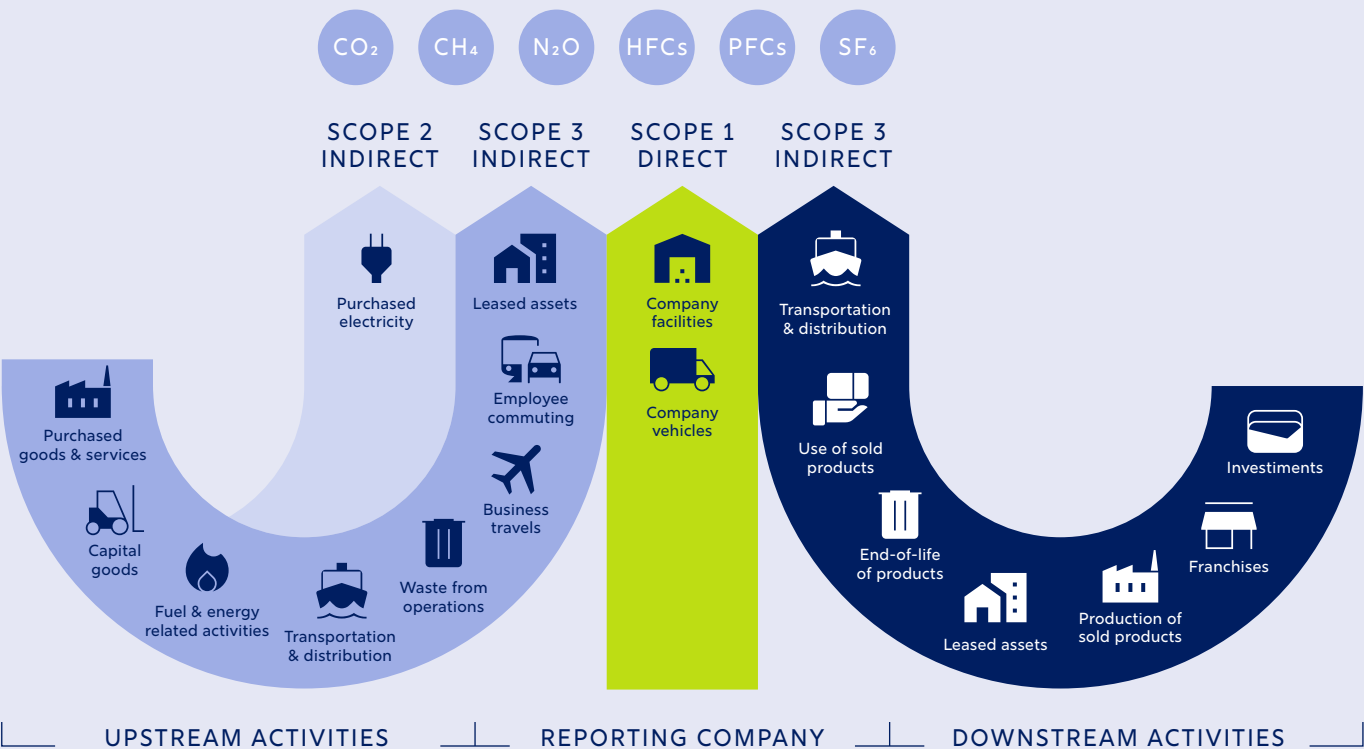 CO₂
CH₄
N₂O
HFCs
PFCs
SF₆
SCOPE 2
INDIRECT
SCOPE 3
INDIRECT
SCOPE 1
DIRECT
SCOPE 3
INDIRECT
Purchased
electricity
Leased assets
Employee
commuting
Business
travels
Waste from
operations
Transportation
& distribution
Fuel & energy
related activities
Capital
goods
Purchased
goods & services
Company
facilities
Company
vehicles
Transportation
& distribution
Use of sold
products
End-of-life
of products
Leased assets
Production of
sold products
Franchises
Investiments
UPSTREAM ACTIVITIES
REPORTING COMPANY
DOWNSTREAM ACTIVITIES